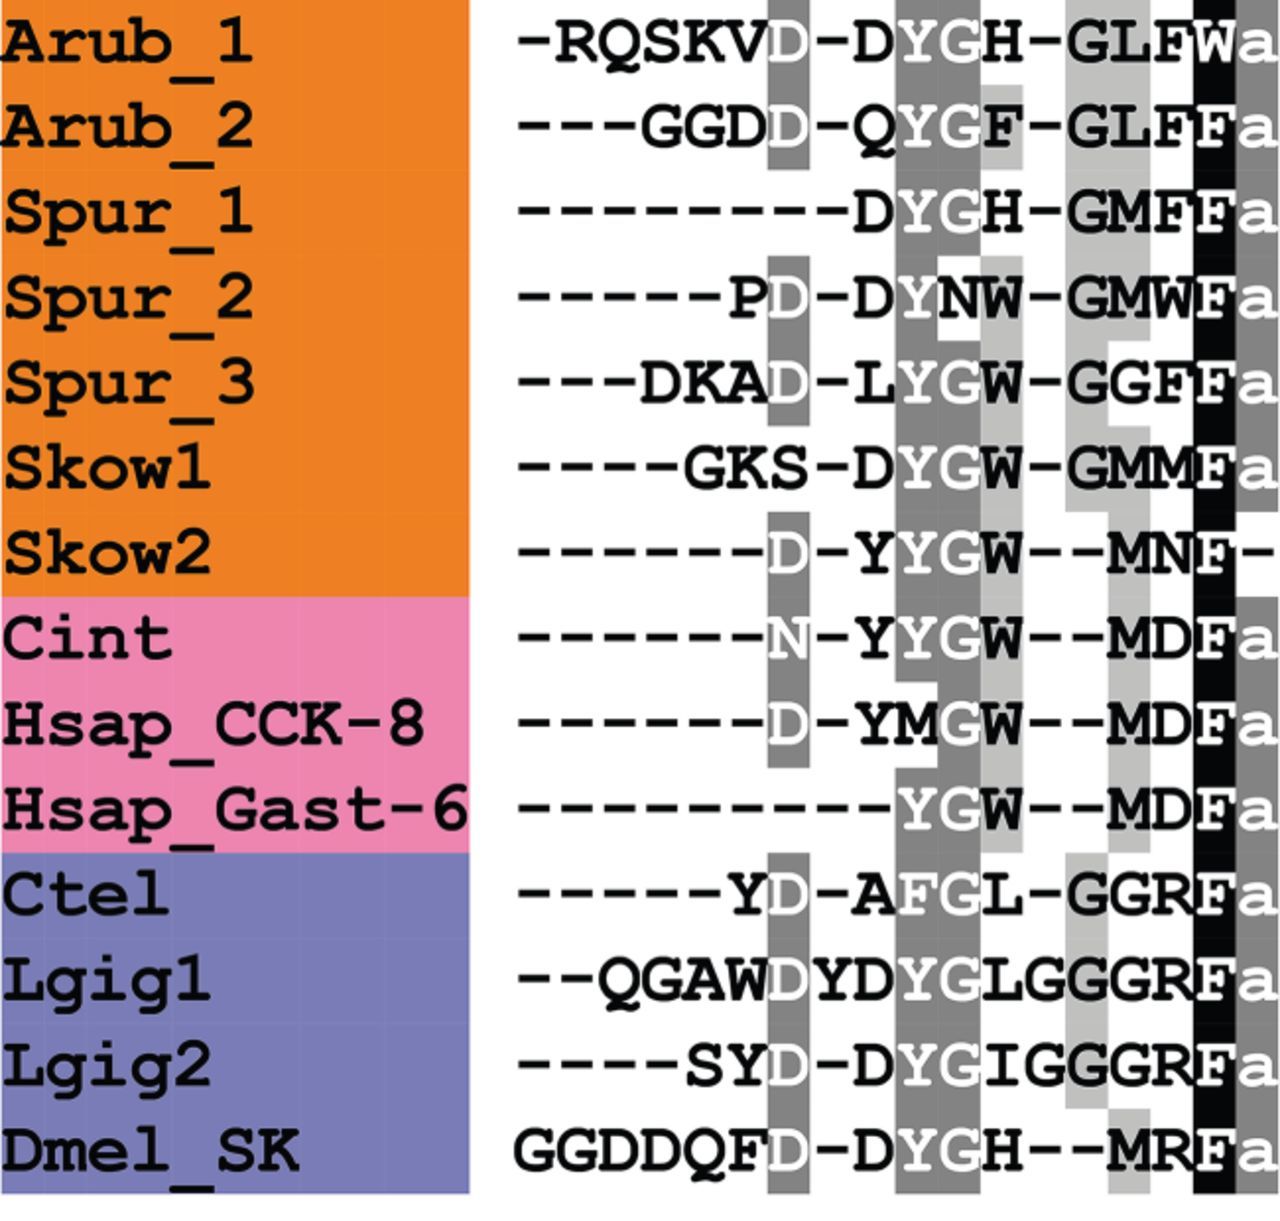 Arub_1 -RQSKVD-DYGH-GLFWa
Arub_2 ---GGDD-QYGF-GLFFa
Spur_1 --------DYGH-GMFFa
Spur_2 -----PD-DYNW-GMWFa
Spur_3 ---DKAD-LYGW-GGFFa
Skow1 ----GKS-DYGW-GMMFa
Skow2 ------D-YYGW--MNF-
Cint ------N-YYGW--MDFa
Hsap_CCK-8 ------D-YMGW--MDFa
Hsap_Gast-6 ---------YGW--MDFa
Ctel -----YD-AFGL-GGRFa
Lgig1 --QGAWDYDYGLGGGRFa
Lgig2 ----SYD-DYGIGGGRFa
Dmel_SK GGDDQFD-DYGH--MRFa